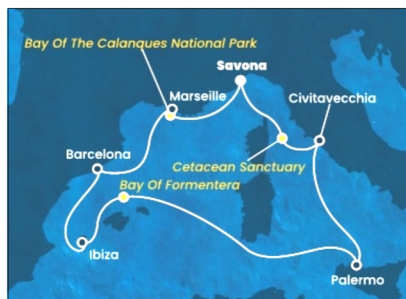 Bay Of The Calanques National Park
Savona
Marseille
Civitavecchia
Barcelona
Cetacean Sanctuary
Bay Of Formentera
Ibiza
Palermo